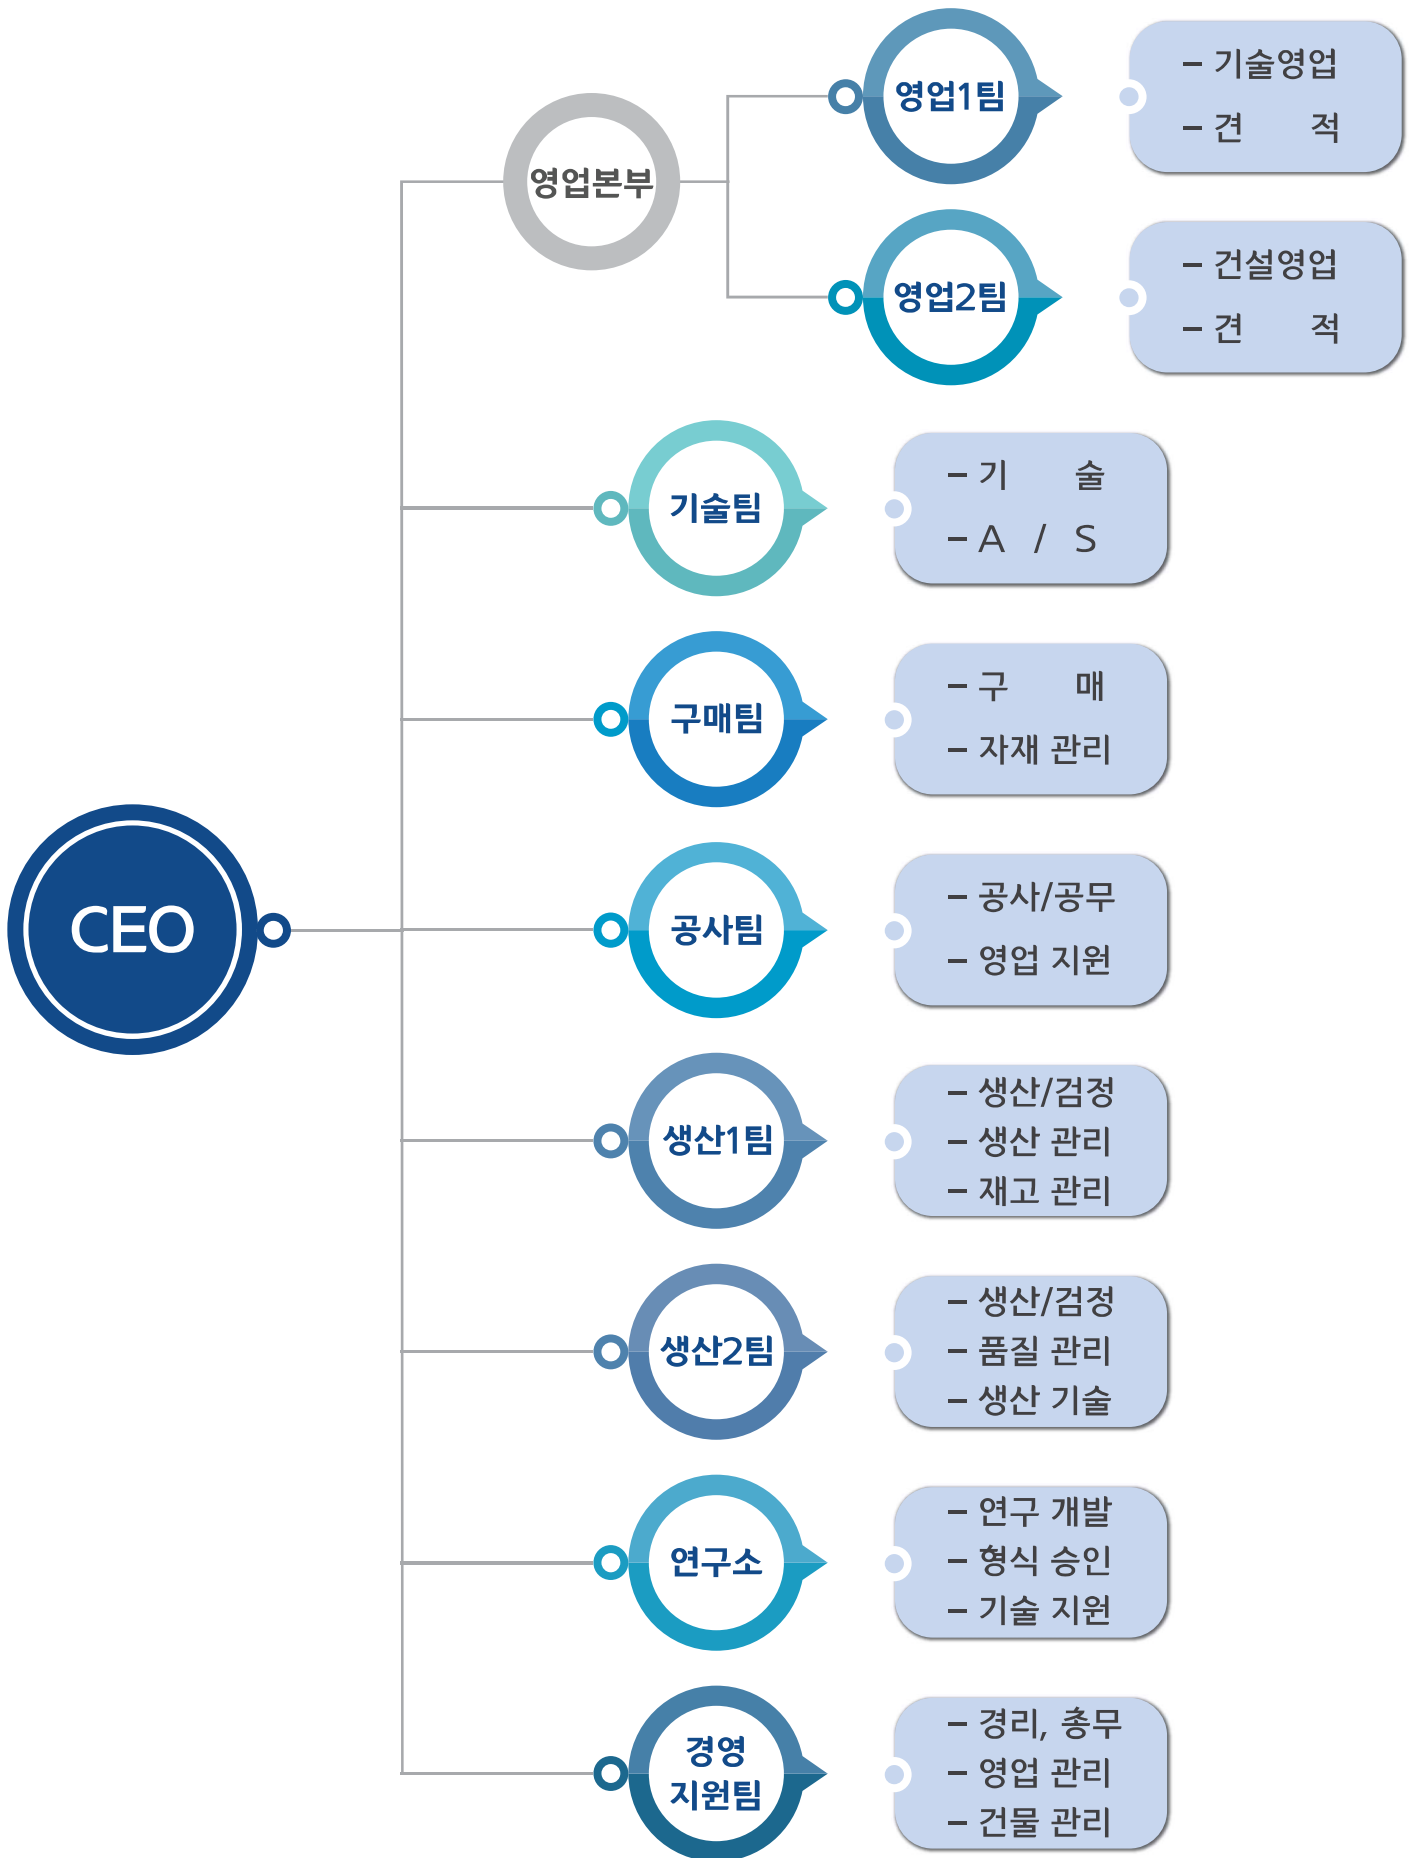 CEO
영업본부
영업1팀
- 기술영업
- 견 적
영업2팀
- 건설영업
- 견 적
기술팀
- 기 술
- A / S
구매팀
- 구 매
- 자재 관리
공사팀
- 공사/공무
- 영업 지원
생산1팀
- 생산/검정
- 생산 관리
- 재고 관리
생산2팀
- 생산/검정
- 품질 관리
- 생산 기술
연구소
- 연구 개발
- 형식 승인
- 기술 지원
경영
지원팀
- 경리, 총무
- 영업 관리
- 건물 관리